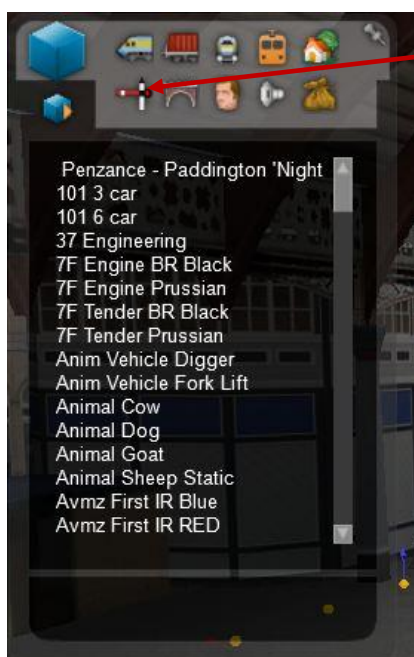 Penzance - Paddington 'Night
101 3 car
101 6 car
37 Engineering
7F Engine BR Black
7F Engine Prussian
7F Tender BR Black
7F Tender Prussian
Anim Vehicle Digger
Anim Vehicle Fork Lift
Animal Cow
Animal Dog
Animal Goat
Animal Sheep Static
Avmz First IR Blue
Avmz First IR RED